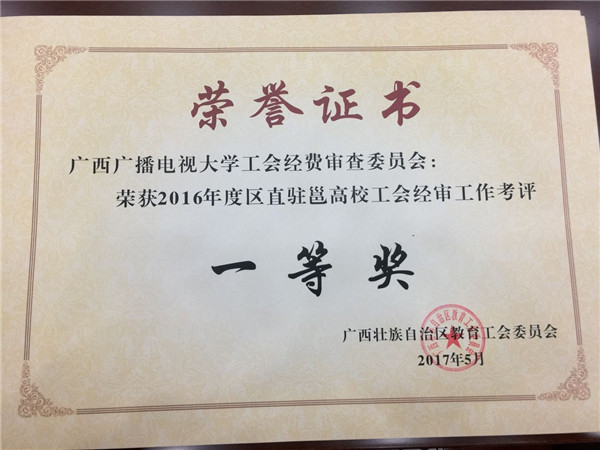 荣誉证书
广西广播电视大学工会经费审查委员会：
荣获2016年度区直驻邕高校工会经审工作考评
一等奖
广西壮族自治区教育工会委员会
2017年5月